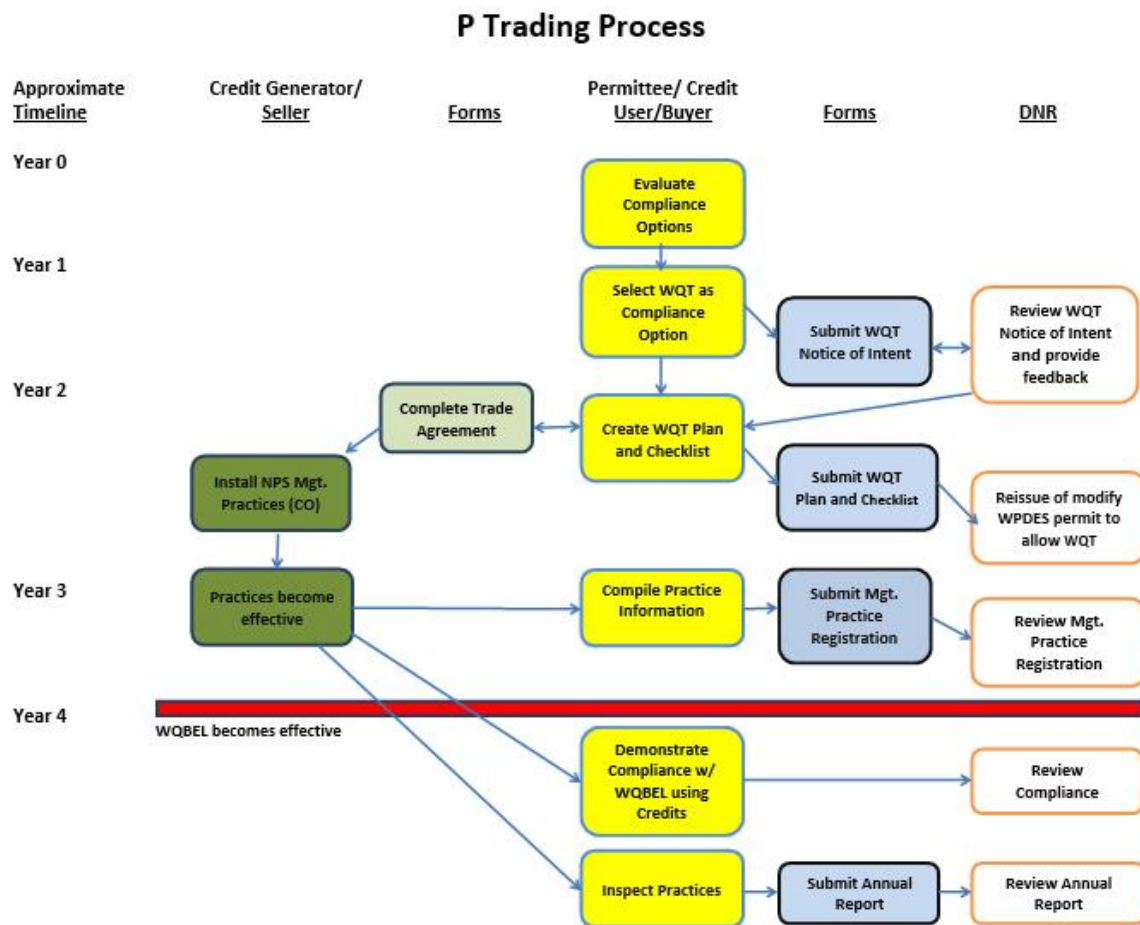 P Trading Process
Approximate
Timeline
Credit Generator/
Seller
Forms
Permittee/ Credit
User/Buyer
Forms
DNR
Year 0
Evaluate
Compliance
Options
Year 1
Select WQT as
Compliance
Option
Submit WQT
Notice of Intent
Review WQT
Notice of Intent
and provide
feedback
Year 2
Complete Trade
Agreement
Create WQT Plan
and Checklist
Install NPS Mgt.
Practices (CO)
Submit WQT
Plan and Checklist
Reissue of modify
WPDES permit to
allow WQT
Year 3
Practices become
effective
Compile Practice
Information
Submit Mgt.
Practice
Registration
Review Mgt.
Practice
Registration
Year 4
WQBEL becomes effective
Demonstrate
Compliance w/
WQBEL using
Credits
Review
Compliance
Inspect Practices
Submit Annual
Report
Review Annual
Report